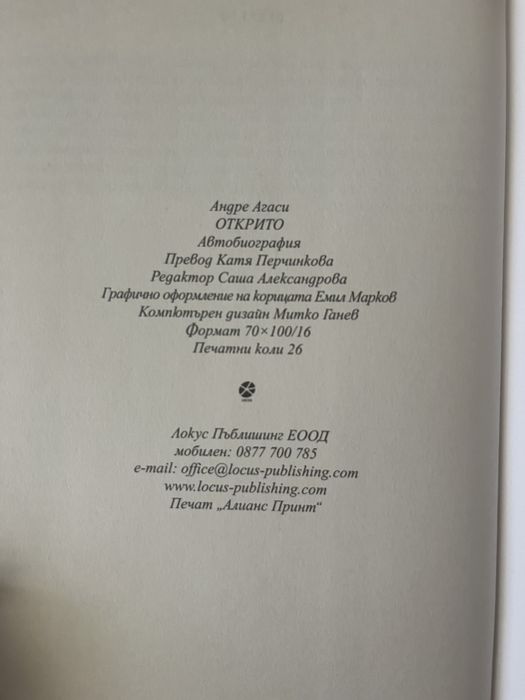 Андре Агаси
ОТКРИТО
Автобиография
Превод Катя Перчинкова
Редактор Саша Александрова
Графично оформление на корицата Емил Марков
Компютърен дизайн Митко Ганев
Формат 70×100/16
Печатни коли 26
Локус Пъблишинг ЕООД
мобилен: 0877 700 785
e-mail: office@locus-publishing.com
www.locus-publishing.com
Печат „Алианс Принт“